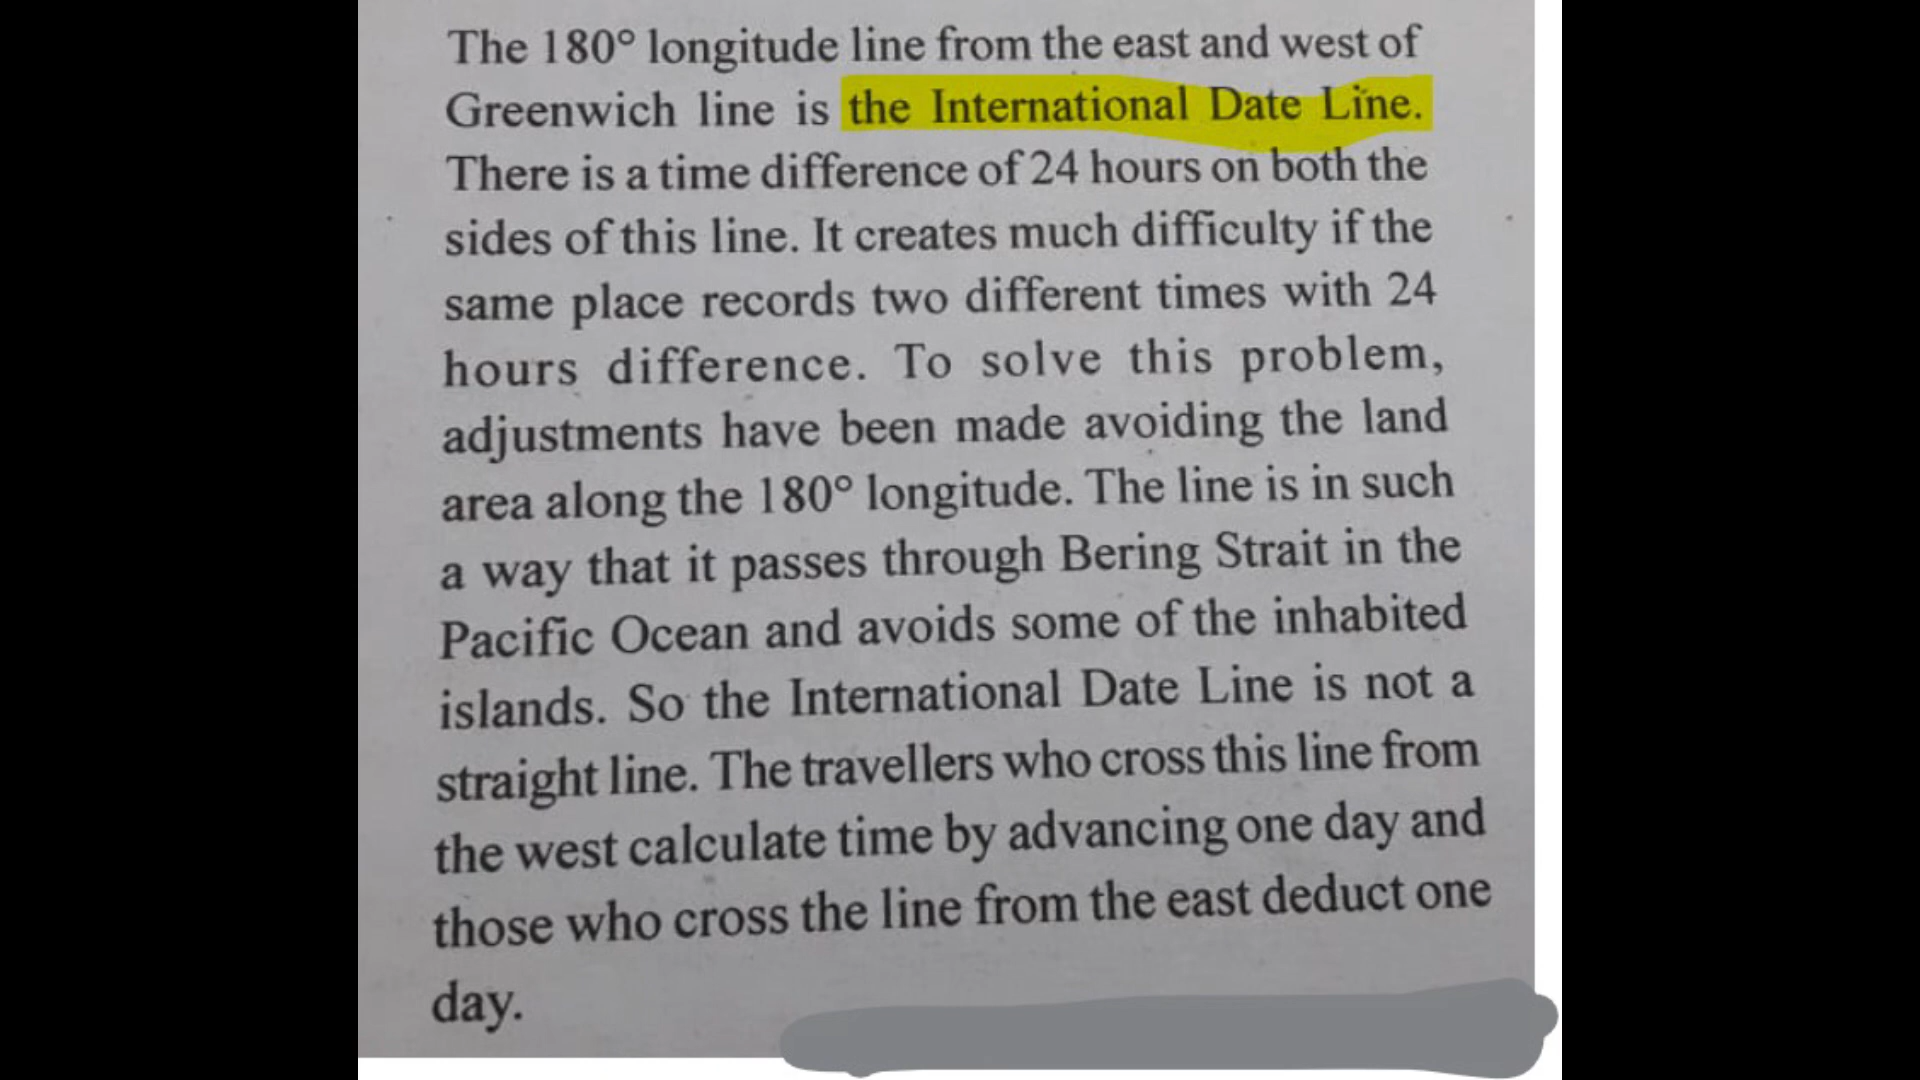 The 180° longitude line from the east and west of
Greenwich line is the International Date Line.
There is a time difference of 24 hours on both the
sides of this line. It creates much difficulty if the
same place records two different times with 24
hours difference. To solve this problem,
adjustments have been made avoiding the land
area along the 180° longitude. The line is in such
a way that it passes through Bering Strait in the
Pacific Ocean and avoids some of the inhabited
islands. So the International Date Line is not a
straight line. The travellers who cross this line from
the west calculate time by advancing one day and
those who cross the line from the east deduct one
day.